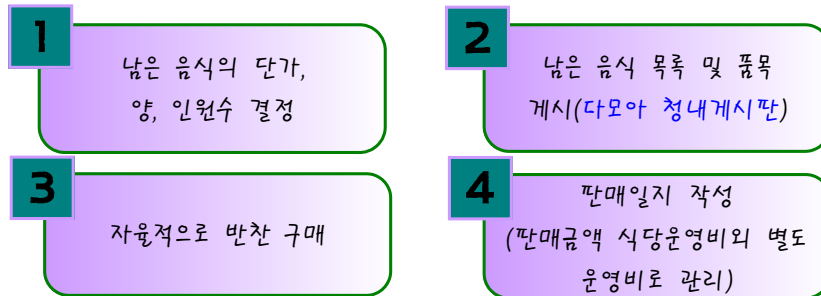 1
남은 음식의 단가,
양, 인원수 결정
2
남은 음식 목록 및 품목
게시(다모아 청내게시판)
3
자율적으로 반찬 구매
4
판매일지 작성
(판매금액 식당운영비외 별도
운영비로 관리)